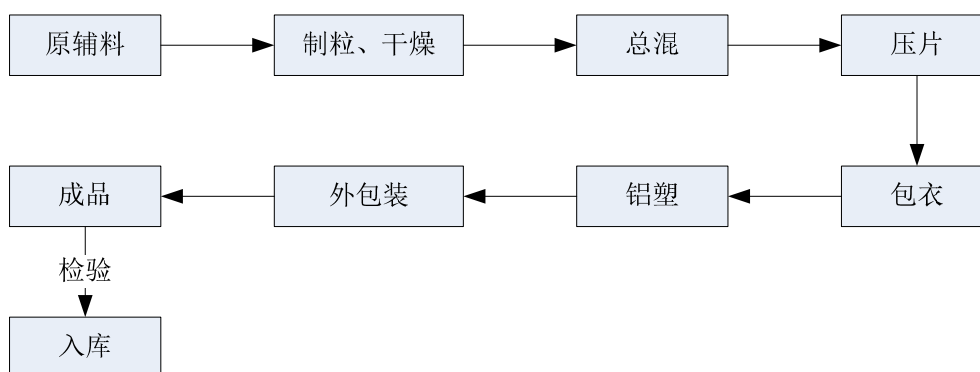 原辅料
制粒、干燥
总混
压片
包衣
铝塑
外包装
成品
检验
入库